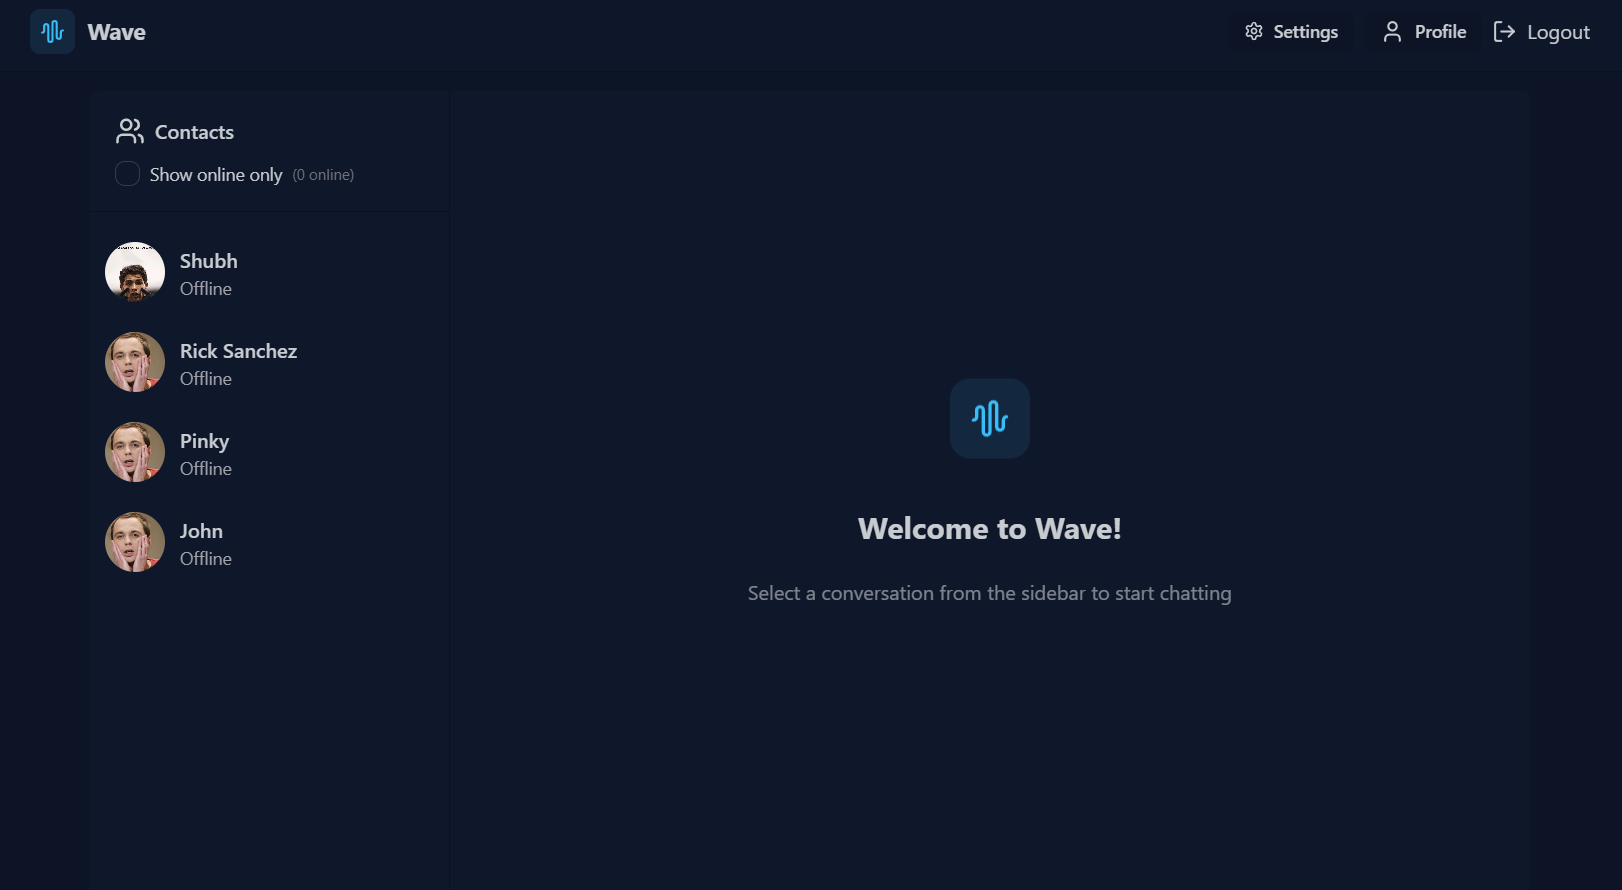 Wave
Settings
Profile
Logout
Contacts
Show online only (0 online)
Shubh
Offline
Rick Sanchez
Offline
Pinky
Offline
John
Offline
Welcome to Wave!
Select a conversation from the sidebar to start chatting